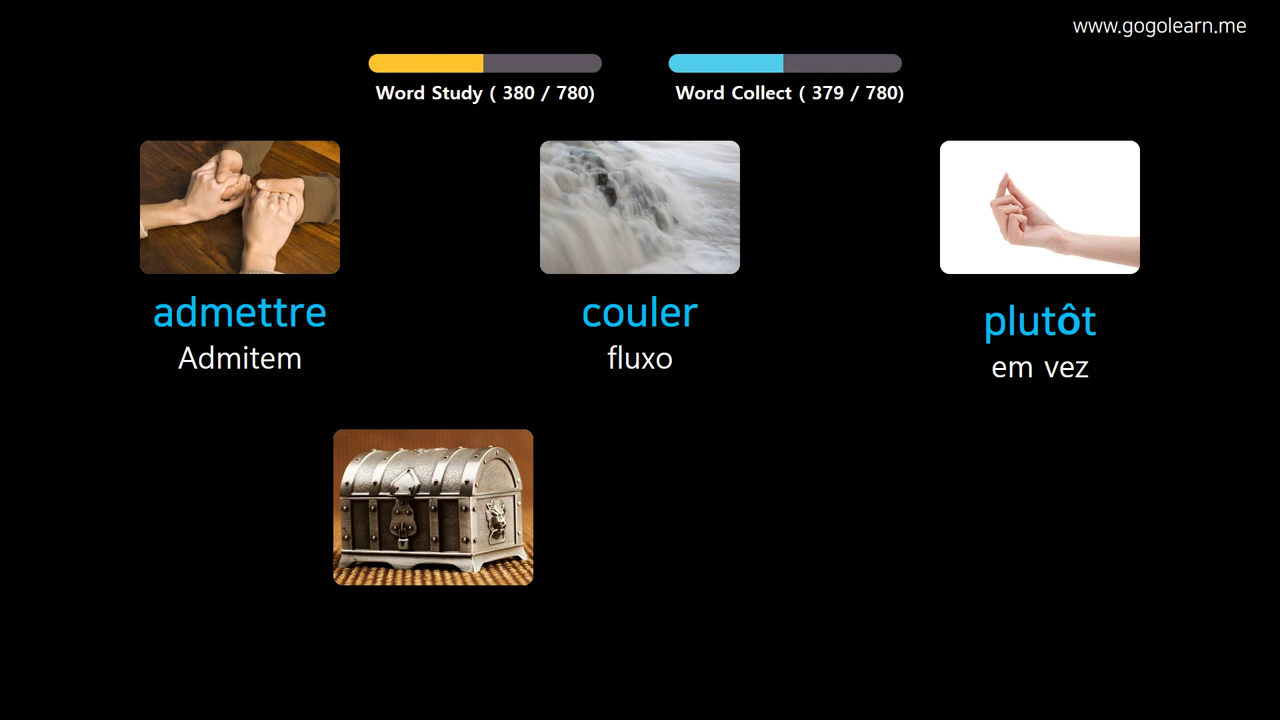 www.gogolearn.me
Word Study ( 380 / 780)
Word Collect ( 379 / 780)
admettre
Admitem
couler
fluxo
plutôt
em vez